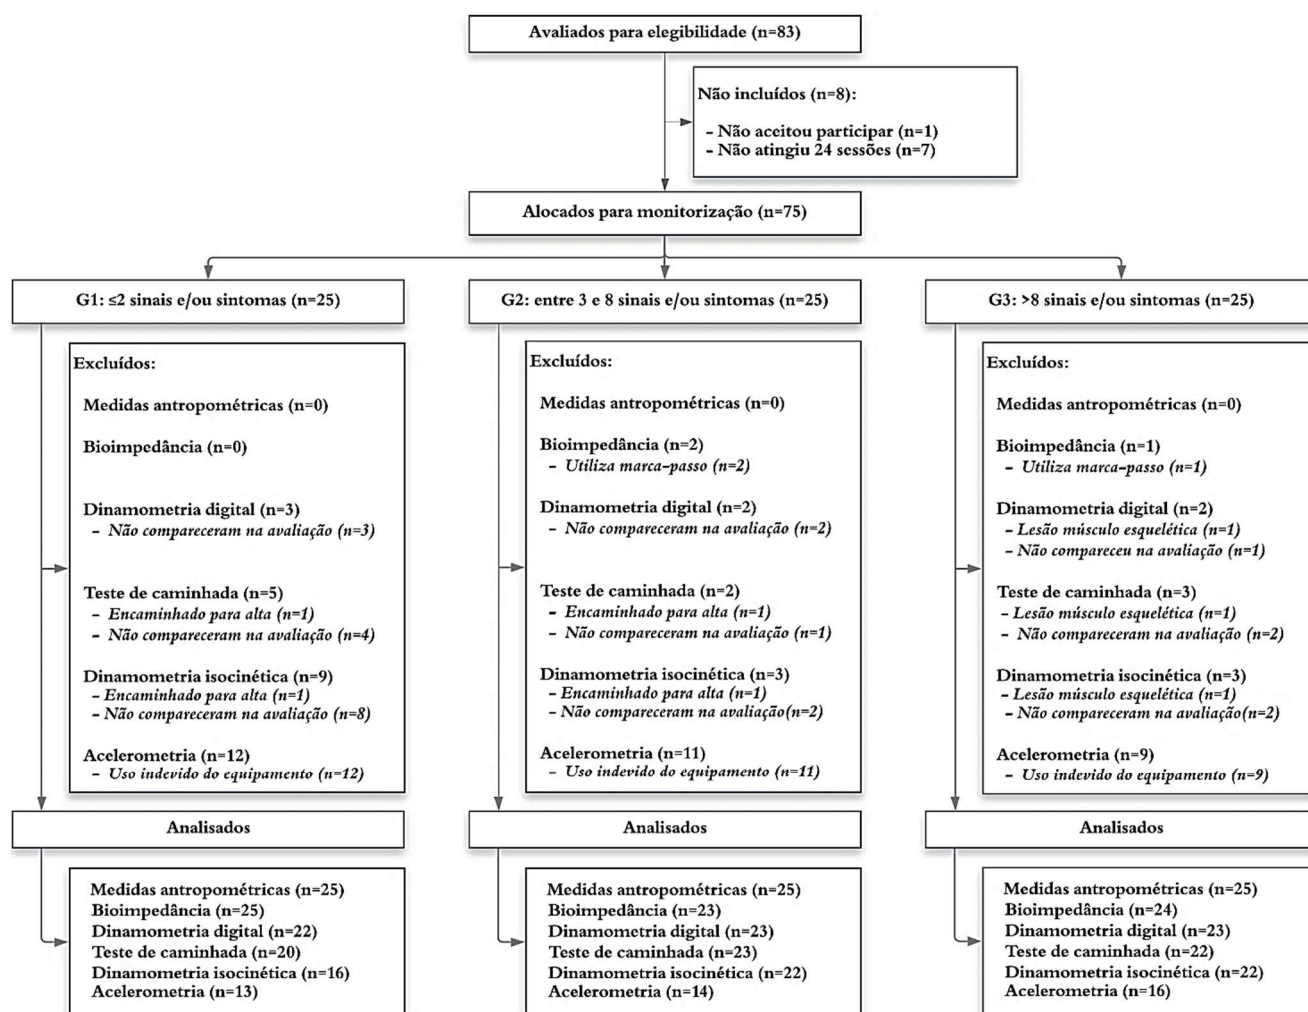 Avaliados para elegibilidade (n=83)
Não incluídos (n=8):
- Não aceitou participar (n=1)
- Não atingiu 24 sessões (n=7)
Alocados para monitorização (n=75)
G1: ≤2 sinais e/ou sintomas (n=25)
Excluídos:
Medidas antropométricas (n=0)
Bioimpedância (n=0)
Dinamometria digital (n=3)
- Não compareceram na avaliação (n=3)
Teste de caminhada (n=5)
- Encaminhado para alta (n=1)
- Não compareceram na avaliação (n=4)
Dinamometria isocinética (n=9)
- Encaminhado para alta (n=1)
- Não compareceram na avaliação (n=8)
Acelerometria (n=12)
- Uso indevido do equipamento (n=12)
Analisados
Medidas antropométricas (n=25)
Bioimpedância (n=25)
Dinamometria digital (n=22)
Teste de caminhada (n=20)
Dinamometria isocinética (n=16)
Acelerometria (n=13)
G2: entre 3 e 8 sinais e/ou sintomas (n=25)
Excluídos:
Medidas antropométricas (n=0)
Bioimpedância (n=2)
- Utiliza marca-passo (n=2)
Dinamometria digital (n=2)
- Não compareceram na avaliação (n=2)
Teste de caminhada (n=2)
- Encaminhado para alta (n=1)
- Não compareceram na avaliação (n=1)
Dinamometria isocinética (n=3)
- Encaminhado para alta (n=1)
- Não compareceram na avaliação(n=2)
Acelerometria (n=11)
- Uso indevido do equipamento (n=11)
Analisados
Medidas antropométricas (n=25)
Bioimpedância (n=23)
Dinamometria digital (n=23)
Teste de caminhada (n=23)
Dinamometria isocinética (n=22)
Acelerometria (n=14)
G3: >8 sinais e/ou sintomas (n=25)
Excluídos:
Medidas antropométricas (n=0)
Bioimpedância (n=1)
- Utiliza marca-passo (n=1)
Dinamometria digital (n=2)
- Lesão músculo esquelética (n=1)
- Não compareceu na avaliação (n=1)
Teste de caminhada (n=3)
- Lesão músculo esquelética (n=1)
- Não compareceram na avaliação (n=2)
Dinamometria isocinética (n=3)
- Lesão músculo esquelética (n=1)
- Não compareceram na avaliação(n=2)
Acelerometria (n=9)
- Uso indevido do equipamento (n=9)
Analisados
Medidas antropométricas (n=25)
Bioimpedância (n=24)
Dinamometria digital (n=23)
Teste de caminhada (n=22)
Dinamometria isocinética (n=22)
Acelerometria (n=16)